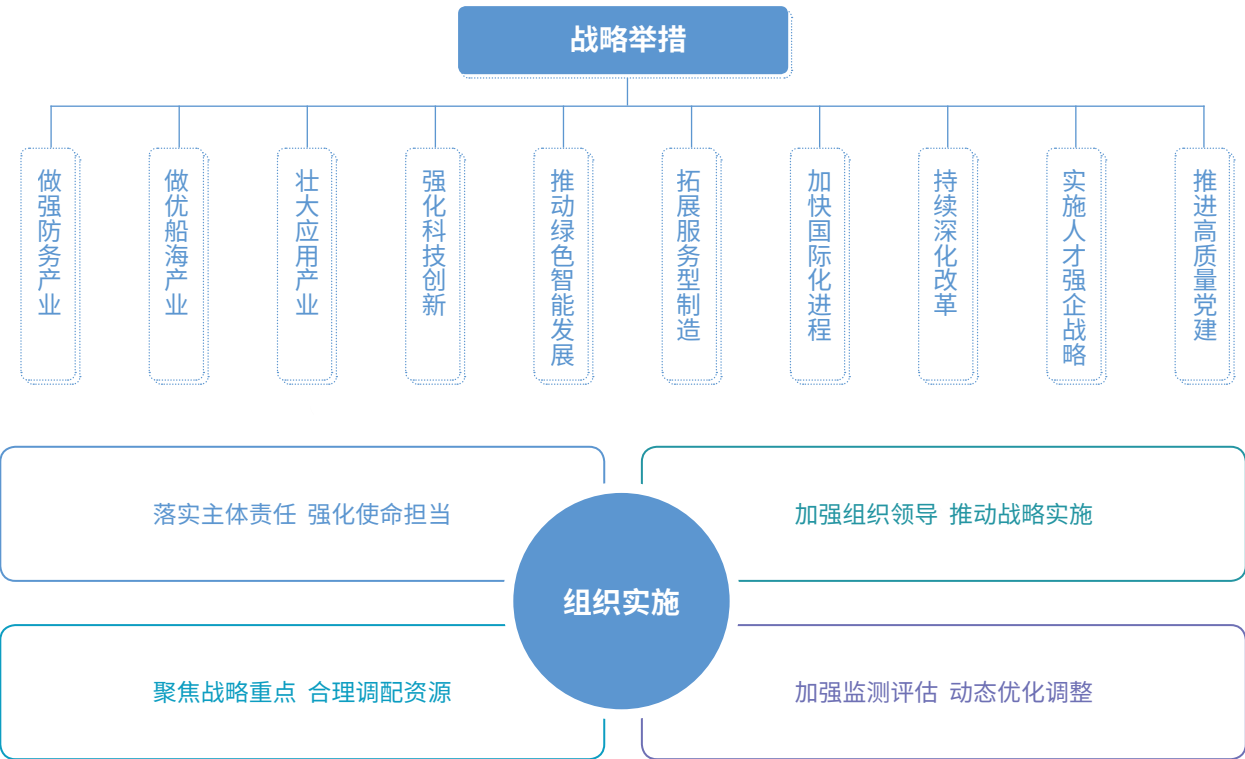 战略举措
做强防务产业
做优船海产业
壮大应用产业
强化科技创新
推动绿色智能发展
拓展服务型制造
加快国际化进程
持续深化改革
实施人才强企战略
推进高质量党建
落实主体责任 强化使命担当
加强组织领导 推动战略实施
组织实施
聚焦战略重点 合理调配资源
加强监测评估 动态优化调整